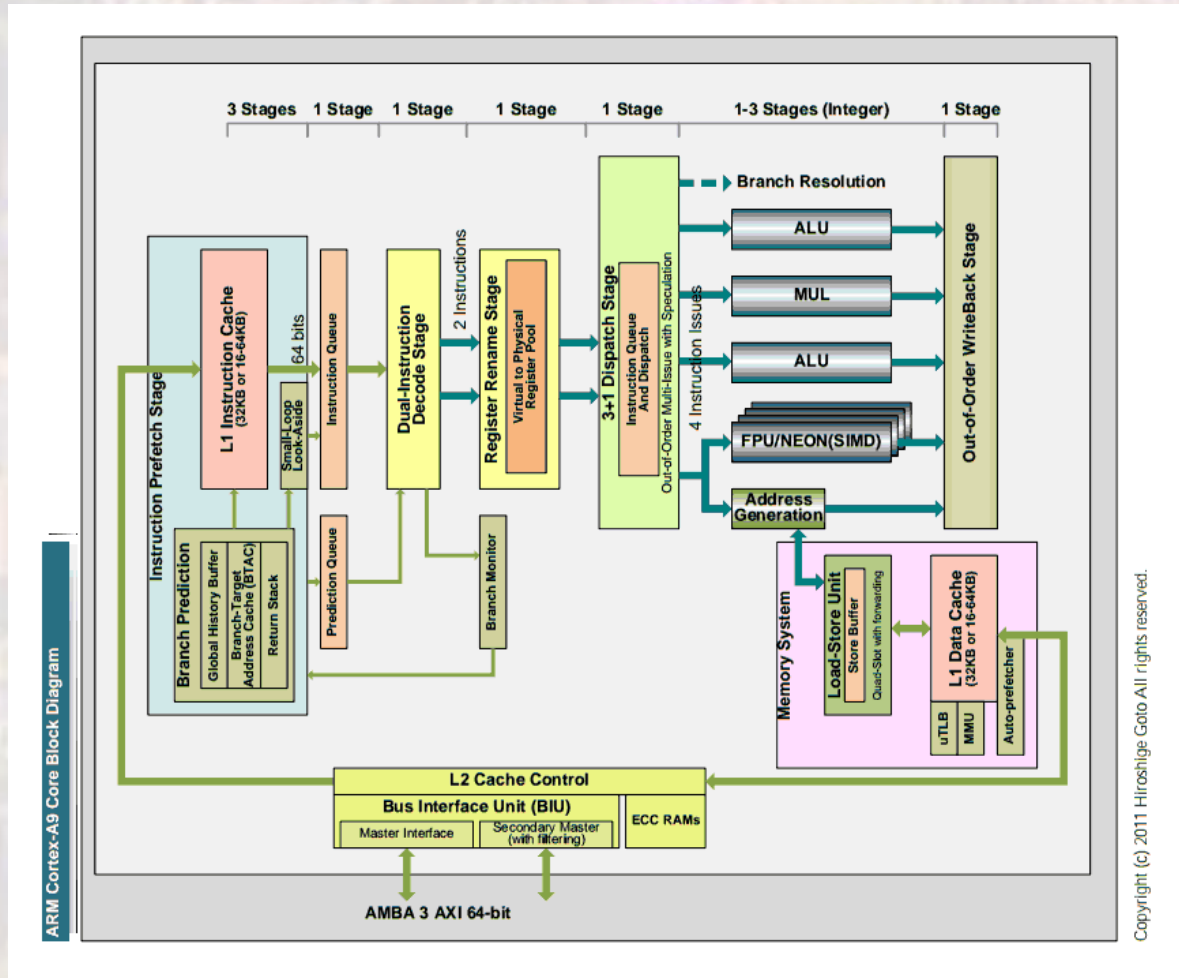 ARM Cortex-A9 Core Block Diagram
3 Stages
1 Stage
1 Stage
1 Stage
1 Stage
1-3 Stages (Integer)
1 Stage
Instruction Prefetch Stage
L1 Instruction Cache
(32KB or 16-64KB)
64 bits
Small-Loop
Look-Aside
Branch Prediction
Global History Buffer
Branch-Target
Address Cache (BTAC)
Return Stack
Instruction Queue
Prediction Queue
Dual-Instruction
Decode Stage
2 Instructions
Branch Monitor
Register Rename Stage
Virtual to Physical
Register Pool
3+1 Dispatch Stage
Instruction Queue
And Dispatch
Out-of-Order Multi-Issue with Speculation
4 Instruction Issues
Branch Resolution
ALU
MUL
ALU
FPU/NEON(SIMD)
Address
Generation
Out-of-Order WriteBack Stage
Memory System
Load-Store Unit
Store Buffer
Quad-Slot with forwarding
L1 Data Cache
(32KB or 16-64KB)
uTLB
MMU
Auto-prefetcher
L2 Cache Control
Bus Interface Unit (BIU)
Master Interface
Secondary Master
(with filtering)
ECC RAMs
AMBA 3 AXI 64-bit
Copyright (c) 2011 Hiroshige Goto All rights reserved.